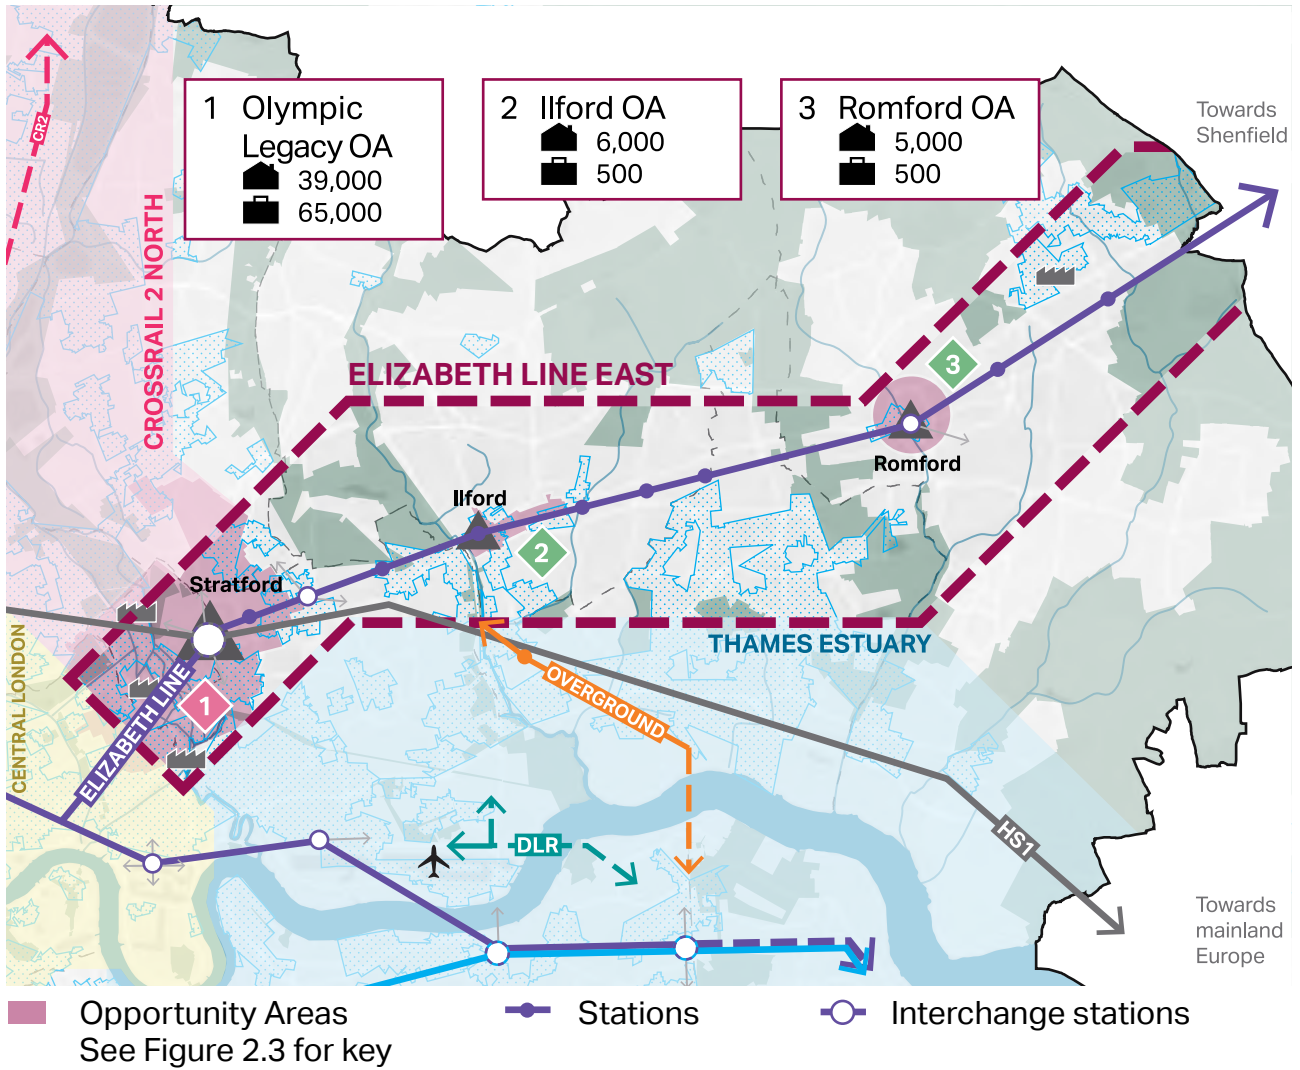 1 Olympic
Legacy OA
39,000
65,000
2 Ilford OA
6,000
500
3 Romford OA
5,000
500
Towards
Shenfield
CR2
CROSSRAIL 2 NORTH
ELIZABETH LINE EAST
3
Romford
Ilford
2
Stratford
THAMES ESTUARY
CENTRAL LONDON
ELIZABETH LINE
1
OVERGROUND
DLR
HS1
Towards
mainland
Europe
Opportunity Areas
See Figure 2.3 for key
Stations
Interchange stations